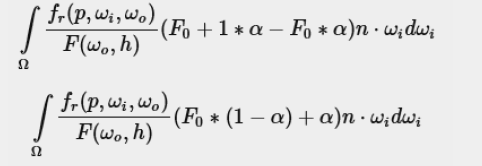 ∫_Ω f_r(p, ω_i, ω_o) / F(ω_o, h) (F_0 + 1 * α − F_0 * α) n · ω_i dω_i
∫_Ω f_r(p, ω_i, ω_o) / F(ω_o, h) (F_0 * (1 − α) + α) n · ω_i dω_i